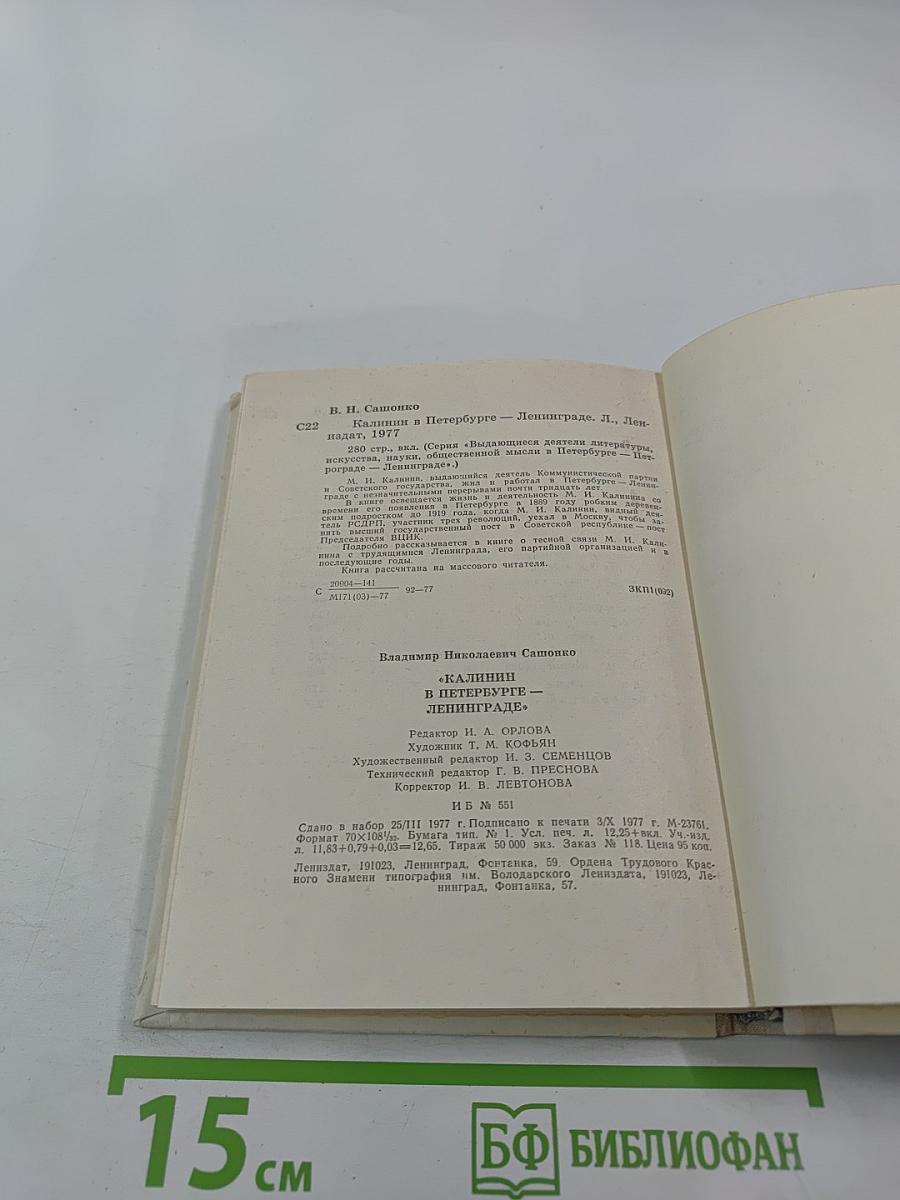 В. Н. Сашонко
С22 Калинин в Петербурге — Ленинграде. Л., Лен-
издат, 1977
280 стр., вкл. (Серия «Выдающиеся деятели литературы,
искусства, науки, общественной мысли в Петербурге — Пет-
рограде — Ленинграде».)
М. И. Калинин, выдающийся деятель Коммунистической партии
и Советского государства, жил и работал в Петербурге — Ленин-
граде с незначительными перерывами почти тридцать лет.
В книге освещается жизнь и деятельность М. И. Калинина со
времени его появления в Петербурге в 1889 году робким деревен-
ским подростком до 1919 года, когда М. И. Калинин, видный дея-
тель РСДРП, участник трех революций, уехал в Москву, чтобы за-
нять высший государственный пост в Советской республике — пост
Председателя ВЦИК.
Подробно рассказывается в книге о тесной связи М. И. Кали-
нина с трудящимися Ленинграда, его партийной организацией и в
последующие годы.
Книга рассчитана на массового читателя.
С 20904—141 92—77 ЗКП1(092)
М171(03)—77
Владимир Николаевич Сашонко
«КАЛИНИН
В ПЕТЕРБУРГЕ —
ЛЕНИНГРАДЕ»
Редактор И. А. ОРЛОВА
Художник Т. М. КОФЬЯН
Художественный редактор И. З. СЕМЕНЦОВ
Технический редактор Г. В. ПРЕСНОВА
Корректор И. В. ЛЕВТОНОВА
И Б № 551
Сдано в набор 25/III 1977 г. Подписано к печати 3/X 1977 г. М-23761.
Формат 70×108¹/₃₂. Бумага тип. № 1. Усл. печ. л. 12,25+вкл. Уч.-изд.
л. 11,83+0,79+0,03=12,65. Тираж 50 000 экз. Заказ № 118. Цена 95 коп.
Лениздат, 191023, Ленинград, Фонтанка, 59. Ордена Трудового Крас-
ного Знамени типография им. Володарского Лениздата, 191023, Ле-
нинград, Фонтанка, 57.
15 см
БФ БИБЛИОФАН